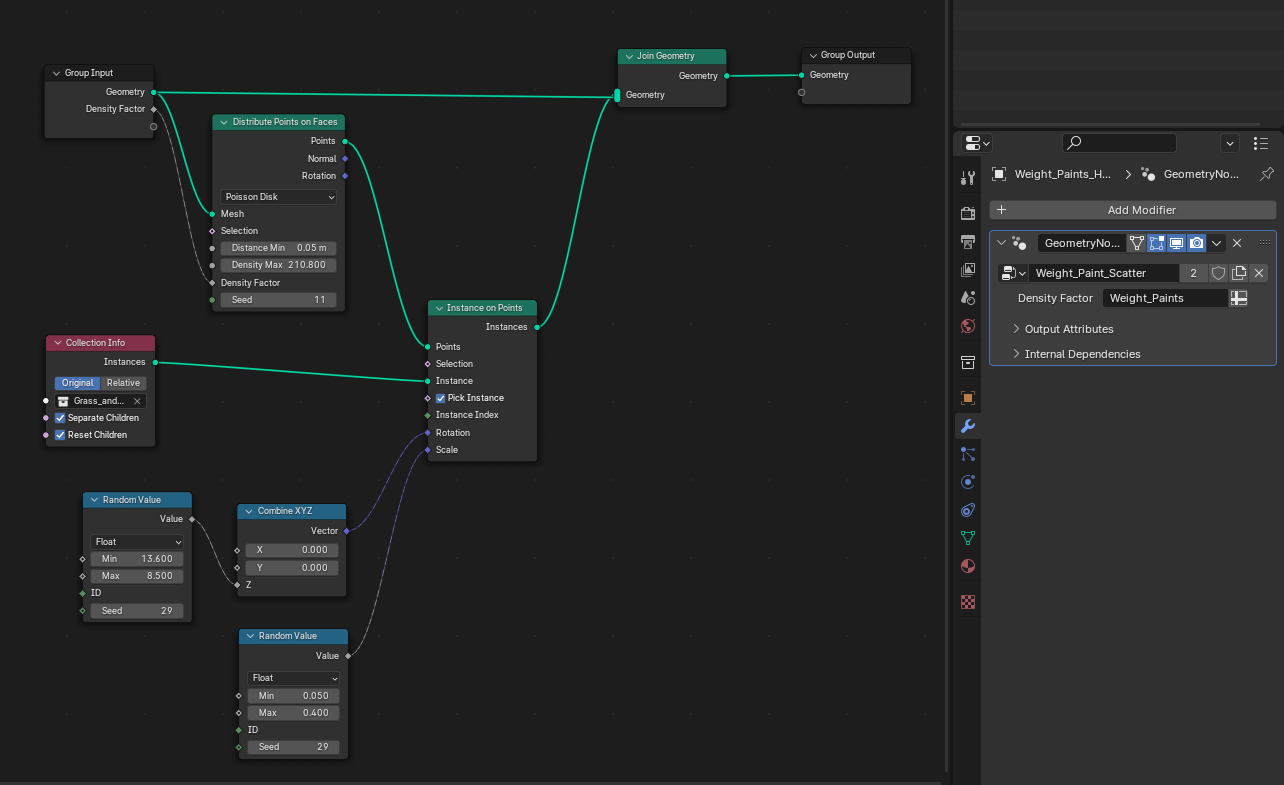 Group Input
Geometry
Density Factor
Distribute Points on Faces
Points
Normal
Rotation
Poisson Disk
Mesh
Selection
Distance Min 0.05 m
Density Max 210.800
Density Factor
Seed 11
Collection Info
Instances
Original Relative
Grass_and...
Separate Children
Reset Children
Instance on Points
Instances
Points
Selection
Instance
Pick Instance
Instance Index
Rotation
Scale
Random Value
Value
Float
Min 13.600
Max 8.500
ID
Seed 29
Combine XYZ
Vector
X 0.000
Y 0.000
Z
Random Value
Value
Float
Min 0.050
Max 0.400
ID
Seed 29
Join Geometry
Geometry
Geometry
Group Output
Geometry
Weight_Paints_H... GeometryNo...
Add Modifier
GeometryNo...
Weight_Paint_Scatter 2
Density Factor Weight_Paints
Output Attributes
Internal Dependencies